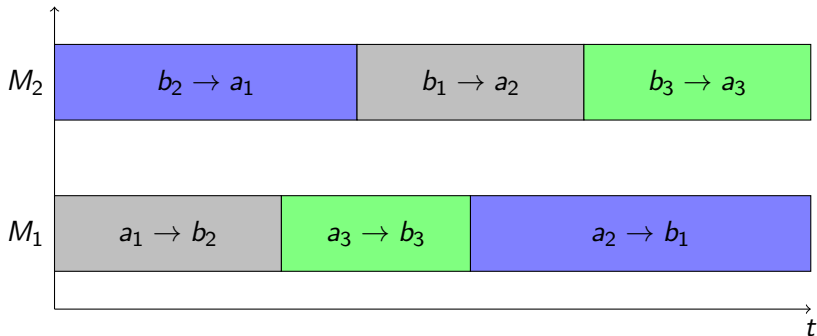 M₂ b₂ → a₁ b₁ → a₂ b₃ → a₃
M₁ a₁ → b₂ a₃ → b₃ a₂ → b₁
t